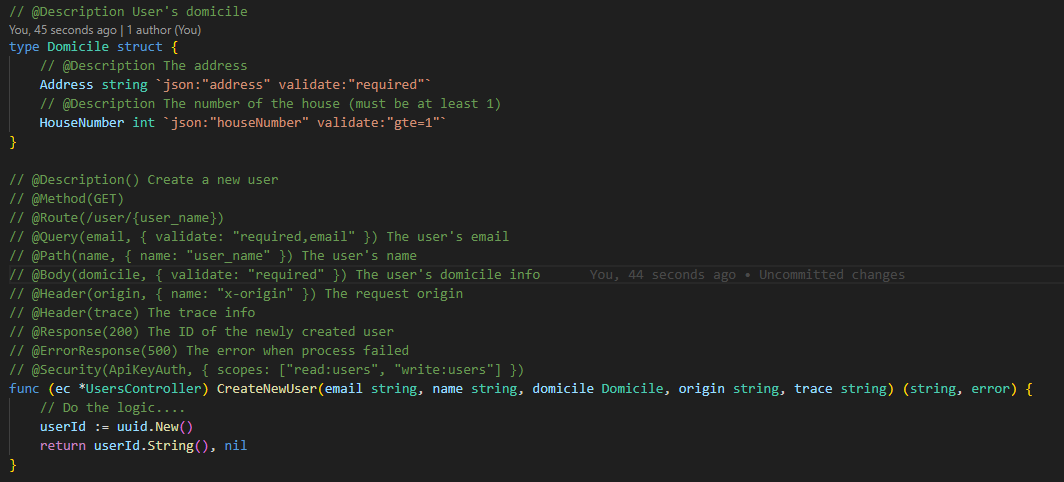 // @Description User's domicile
You, 45 seconds ago | 1 author (You)
type Domicile struct {
    // @Description The address
    Address string `json:"address" validate:"required"`
    // @Description The number of the house (must be at least 1)
    HouseNumber int `json:"houseNumber" validate:"gte=1"`
}

// @Description() Create a new user
// @Method(GET)
// @Route(/user/{user_name})
// @Query(email, { validate: "required,email" }) The user's email
// @Path(name, { name: "user_name" }) The user's name
// @Body(domicile, { validate: "required" }) The user's domicile info You, 44 seconds ago • Uncommitted changes
// @Header(origin, { name: "x-origin" }) The request origin
// @Header(trace) The trace info
// @Response(200) The ID of the newly created user
// @ErrorResponse(500) The error when process failed
// @Security(ApiKeyAuth, { scopes: ["read:users", "write:users"] })
func (ec *UsersController) CreateNewUser(email string, name string, domicile Domicile, origin string, trace string) (string, error) {
    // Do the logic....
    userId := uuid.New()
    return userId.String(), nil
}